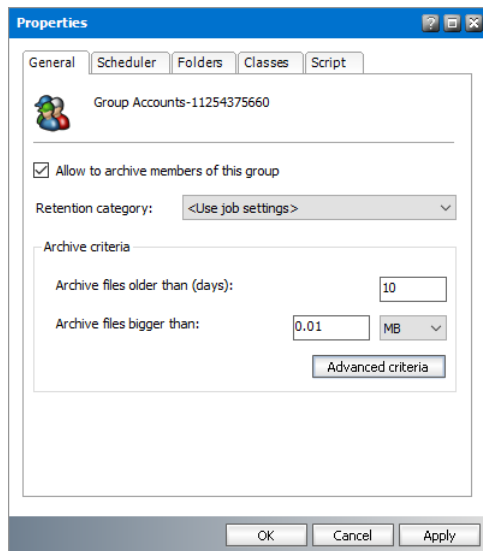 Properties
General Scheduler Folders Classes Script
Group Accounts-11254375660
Allow to archive members of this group
Retention category: <Use job settings>
Archive criteria
Archive files older than (days): 10
Archive files bigger than: 0.01 MB
Advanced criteria
OK Cancel Apply